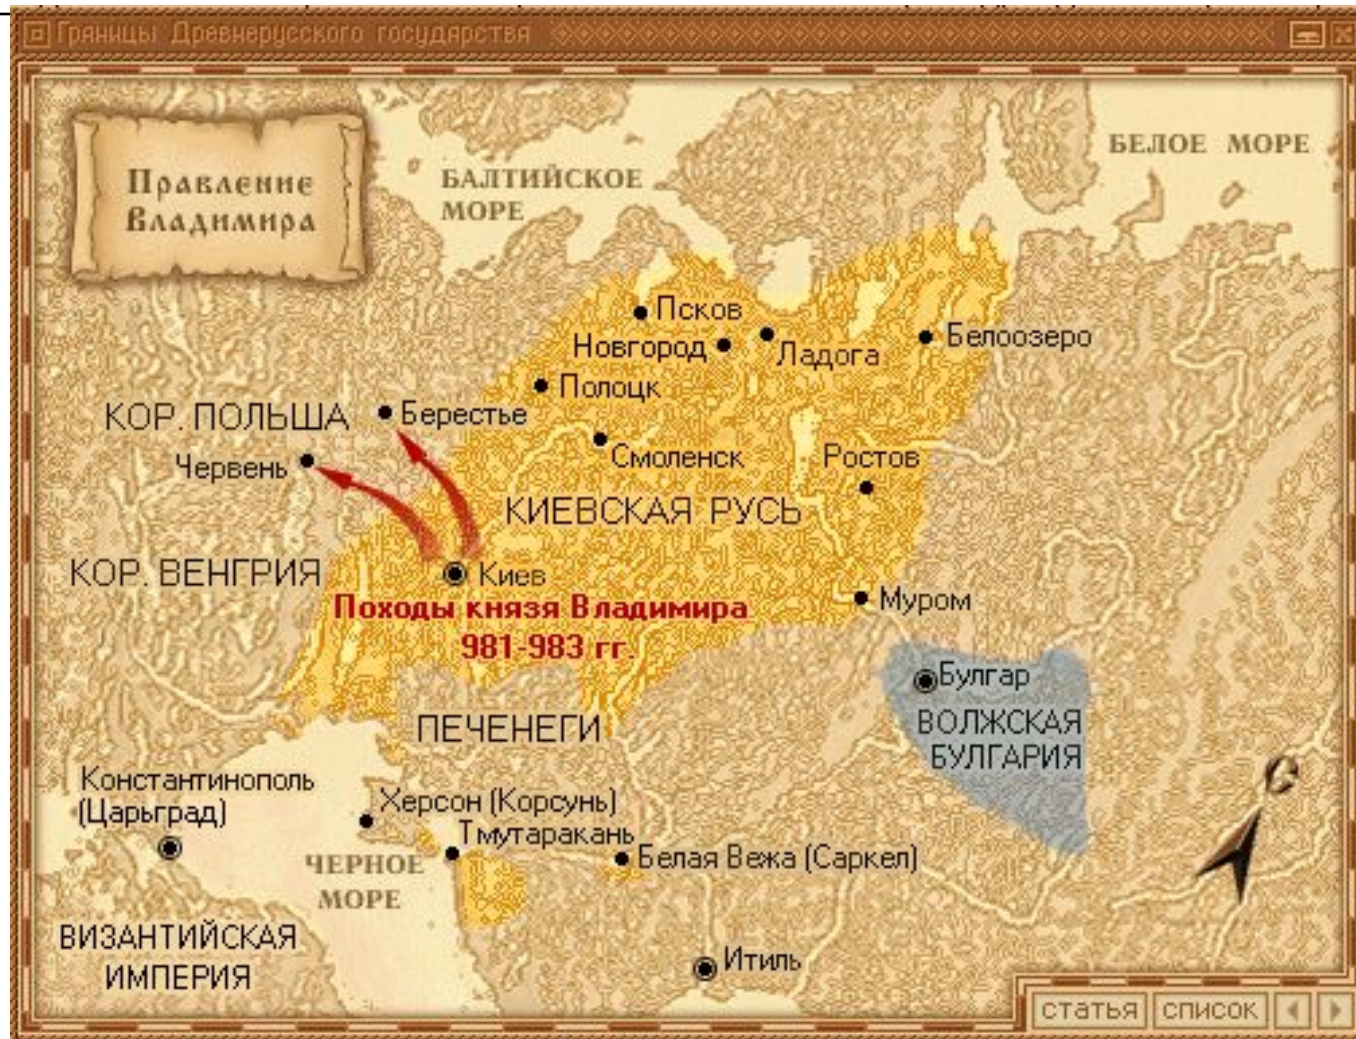 Границы Древнерусского государства
Правление
Владимира
БАЛТИЙСКОЕ
МОРЕ
БЕЛОЕ МОРЕ
Псков
Новгород
Ладога
Белоозеро
Полоцк
КОР. ПОЛЬША
Берестье
Червень
Смоленск
Ростов
КИЕВСКАЯ РУСЬ
КОР. ВЕНГРИЯ
Киев
Походы князя Владимира
981-983 гг.
Муром
Булгар
ВОЛЖСКАЯ
БУЛГАРИЯ
ПЕЧЕНЕГИ
Константинополь
(Царьград)
Херсон (Корсунь)
Тмутаракань
Белая Вежа (Саркел)
ЧЕРНОЕ
МОРЕ
ВИЗАНТИЙСКАЯ
ИМПЕРИЯ
Итиль
С
статья список